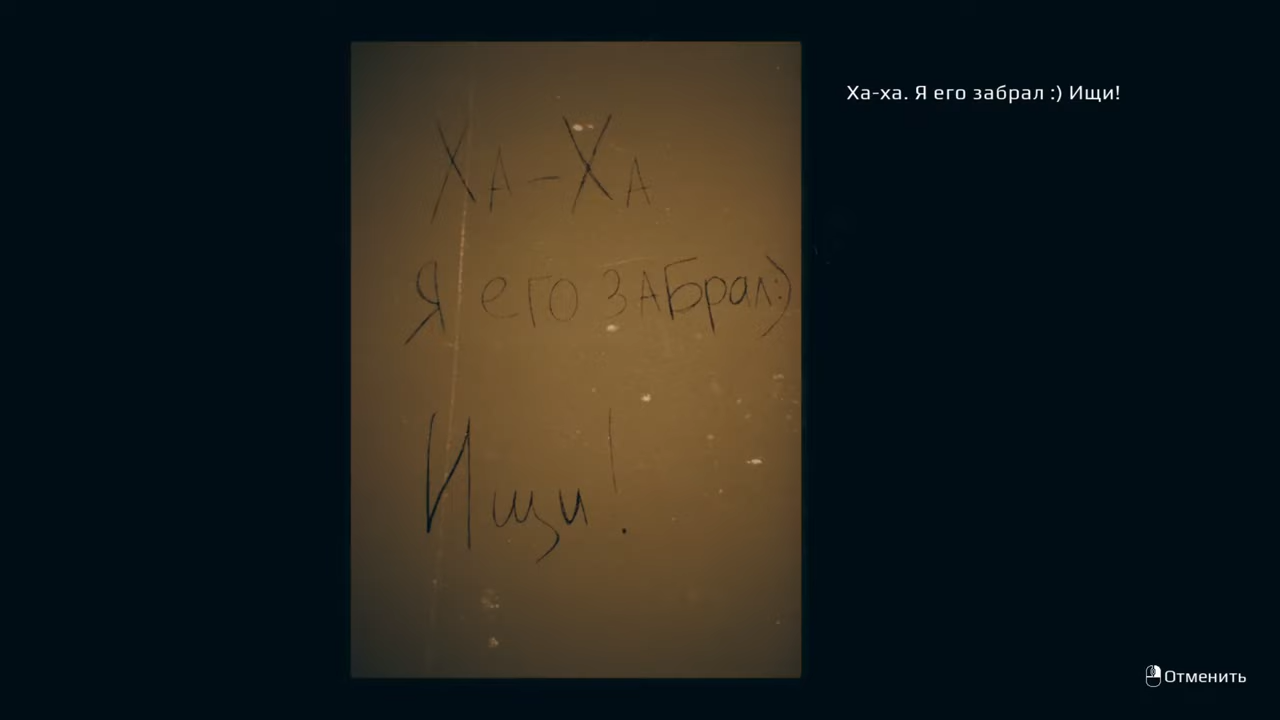 Ха-Ха
Я его забрал:)
Ищи!
Ха-ха. Я его забрал :) Ищи!
Отменить